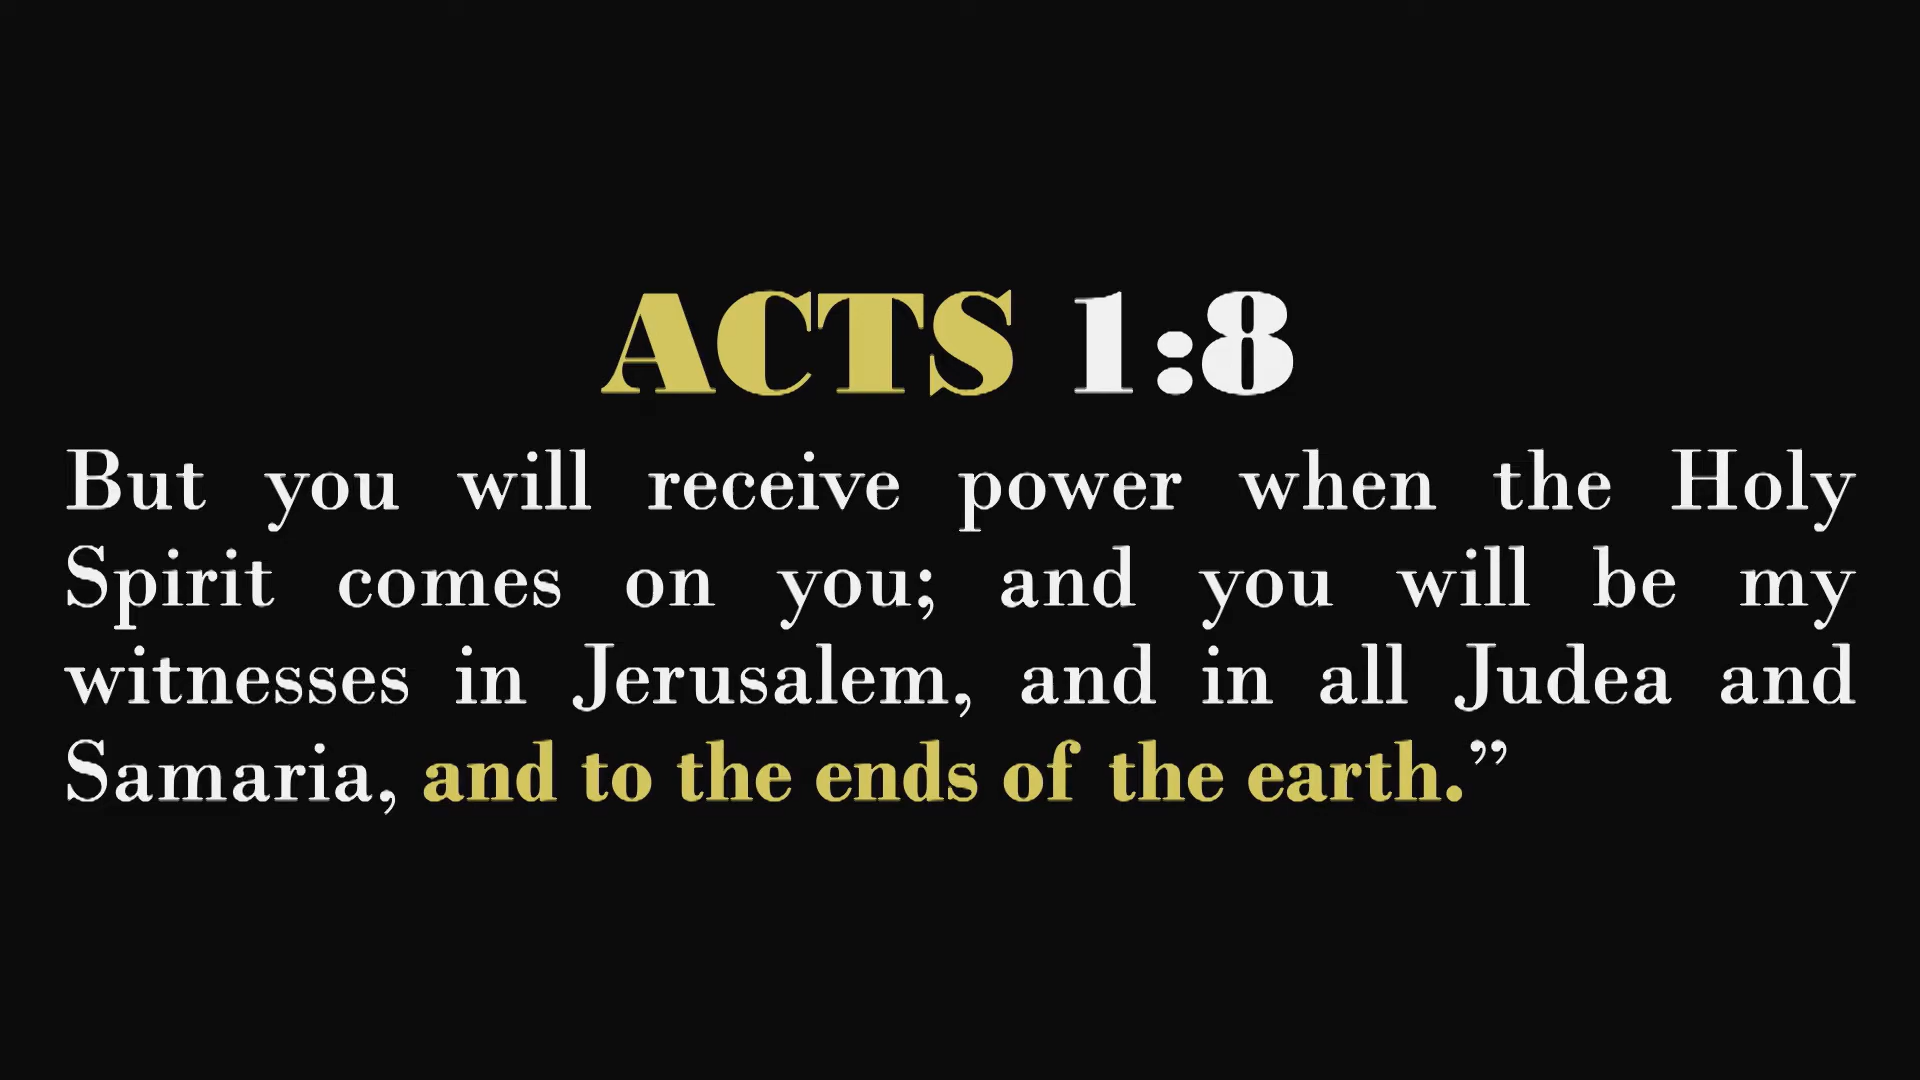 ACTS 1:8
But you will receive power when the Holy
Spirit comes on you; and you will be my
witnesses in Jerusalem, and in all Judea and
Samaria, and to the ends of the earth.”